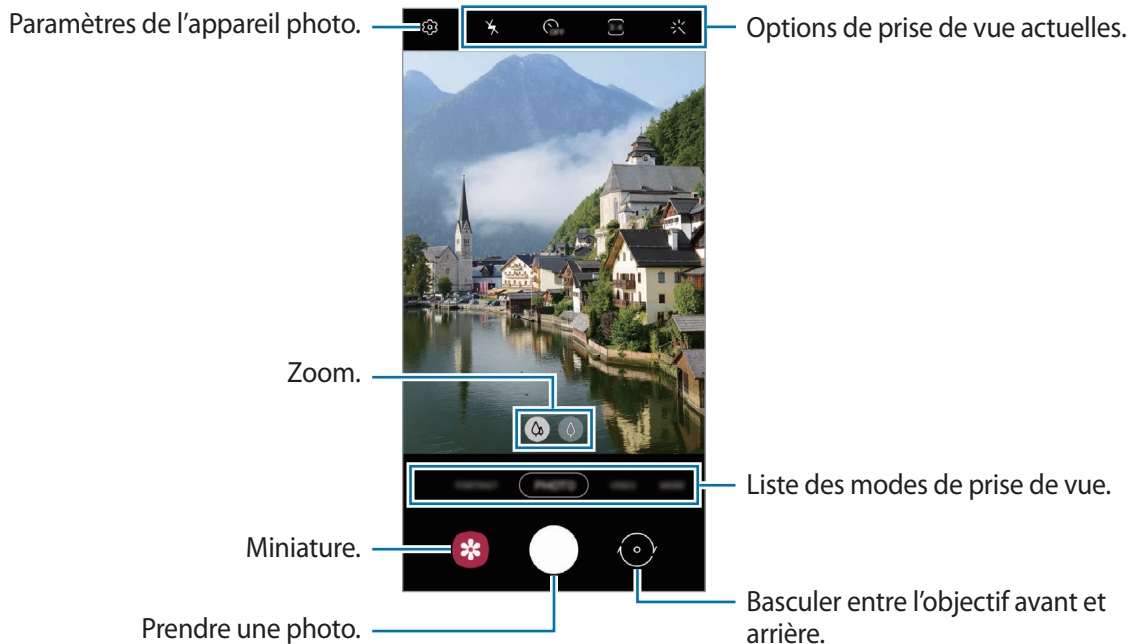 Paramètres de l'appareil photo.
Options de prise de vue actuelles.
OFF
Zoom.
PHOTO
Liste des modes de prise de vue.
Miniature.
Basculer entre l'objectif avant et
arrière.
Prendre une photo.